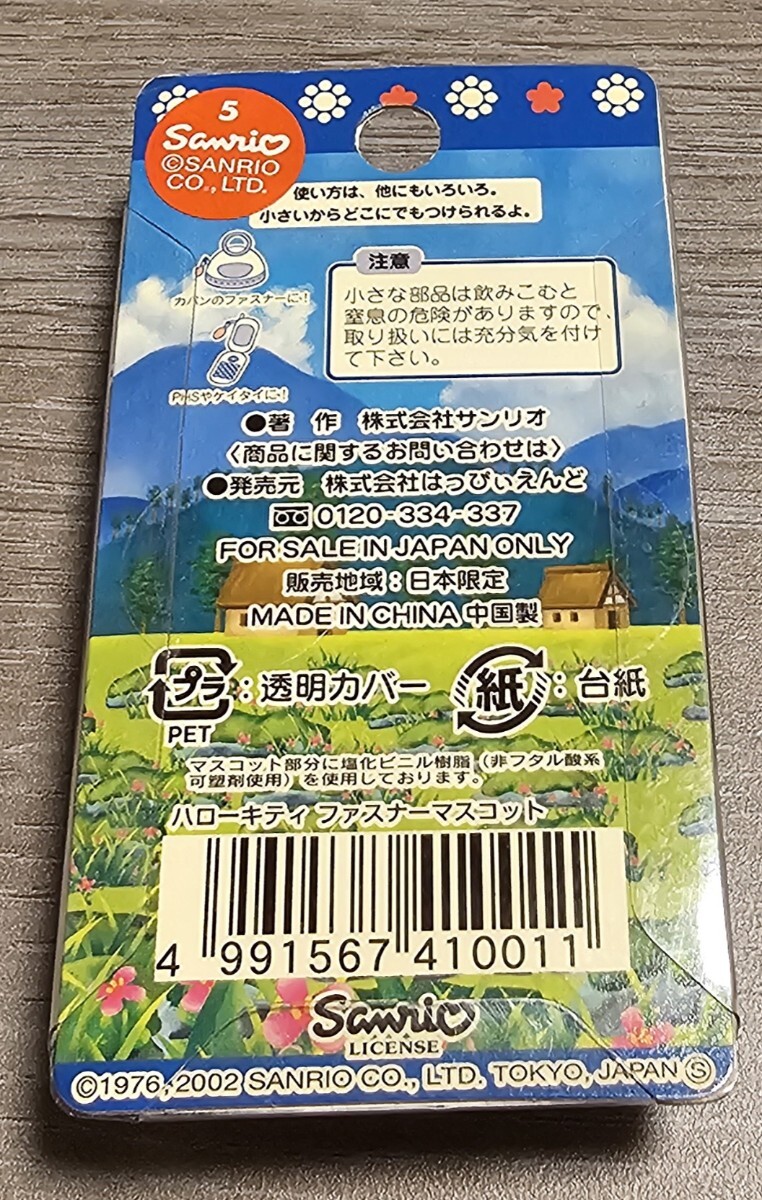 5
Sanrio
©SANRIO
CO., LTD.
使い方は、他にもいろいろ。
小さいからどこにでもつけられるよ。
カバンのファスナーに!
PHSやケイタイに!
注意
小さな部品は飲みこむと
窒息の危険がありますので、
取り扱いには充分気を付け
て下さい。
●著 作 株式会社サンリオ
〈商品に関するお問い合わせは〉
●発売元 株式会社はっぴぃえんど
0120-334-337
FOR SALE IN JAPAN ONLY
販売地域:日本限定
MADE IN CHINA 中国製
プラ:透明カバー
PET
紙:台紙
マスコット部分に塩化ビニル樹脂(非フタル酸系
可塑剤使用)を使用しております。
ハローキティ ファスナーマスコット
4 991567 410011
Sanrio
LICENSE
©1976, 2002 SANRIO CO., LTD. TOKYO, JAPAN Ⓢ